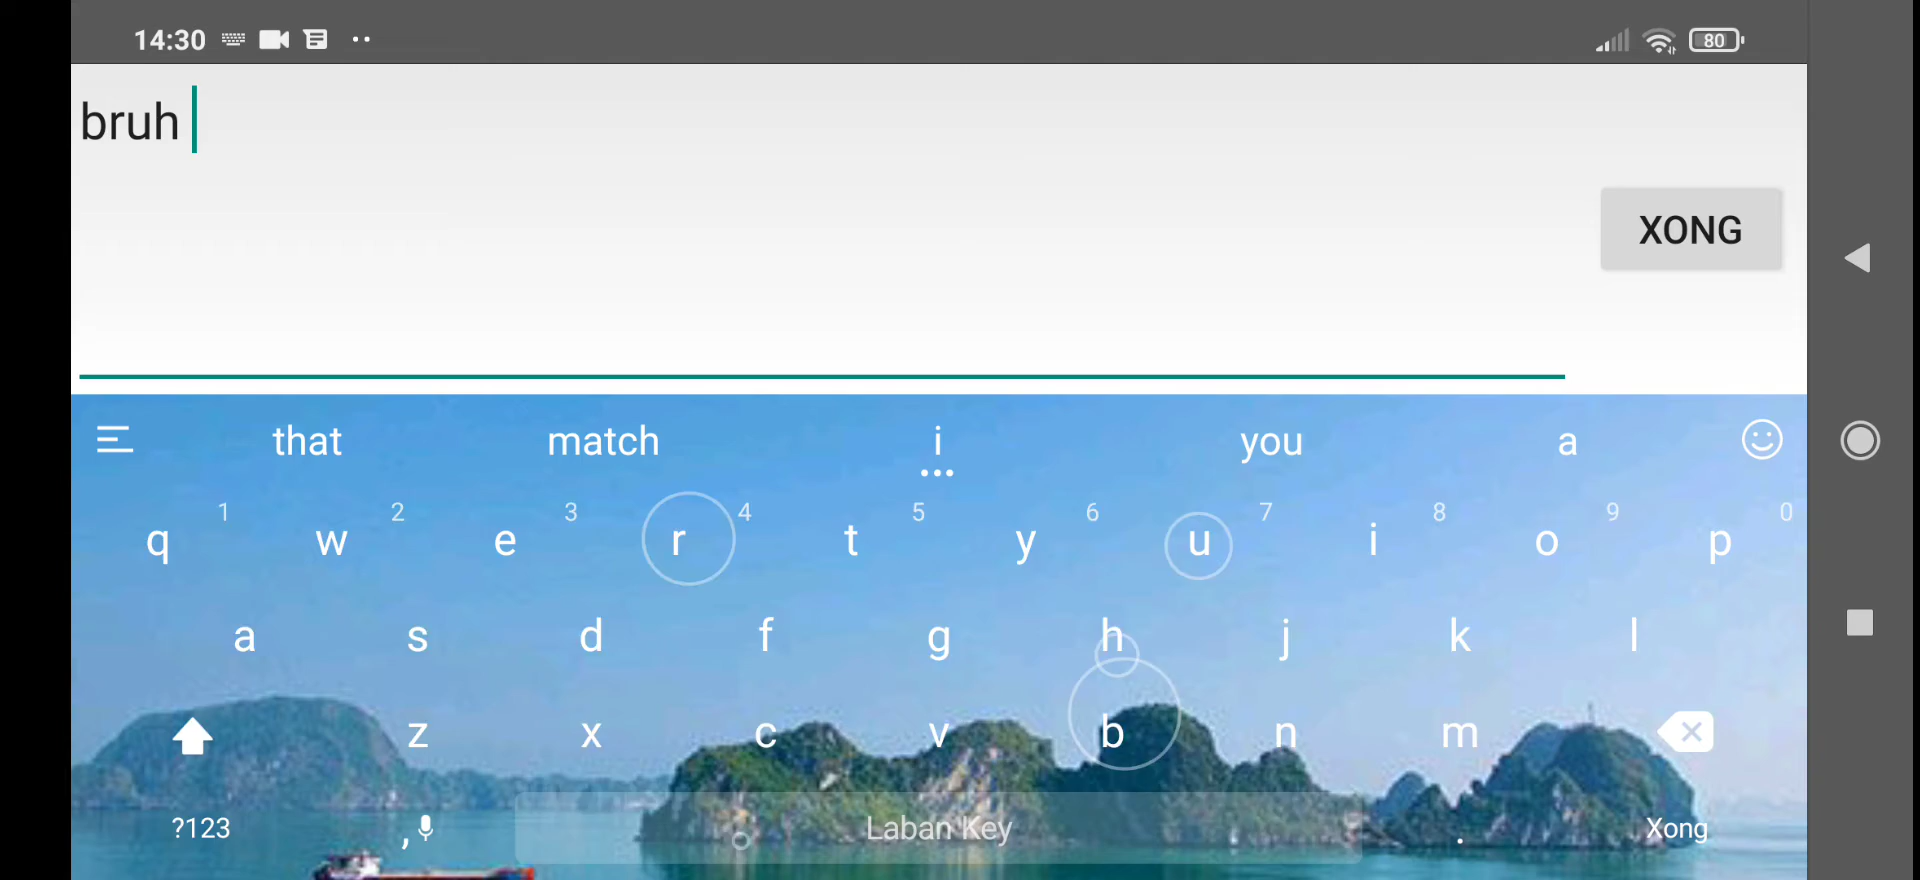 14:30 80
bruh
XONG
that match i you a
1 2 3 4 5 6 7 8 9 0
q w e r t y u i o p
a s d f g h j k l
z x c v b n m
?123 , Laban Key . Xong